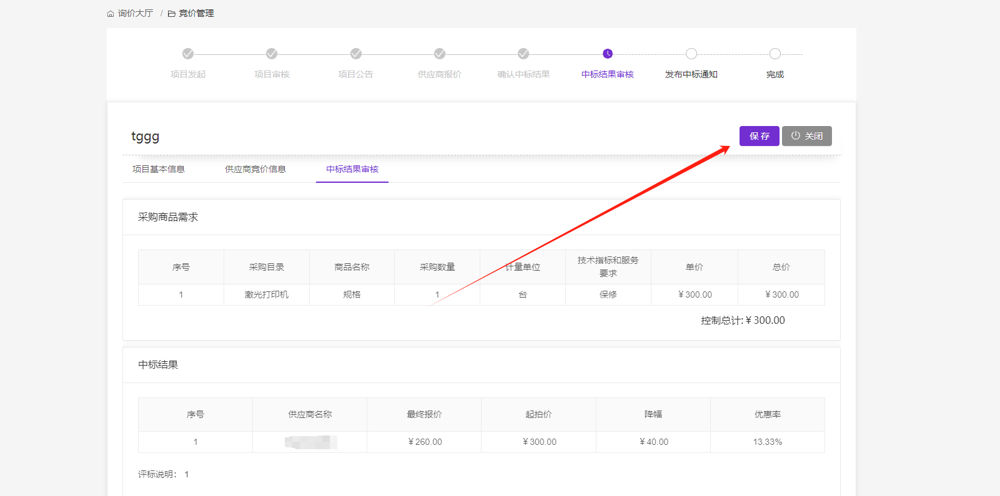 询价大厅 / 竞价管理
项目发起 项目审核 项目公告 供应商报价 确认中标结果 中标结果审核 发布中标通知 完成
tggg 保 存 关闭
项目基本信息 供应商竞价信息 中标结果审核
采购商品需求
序号 采购目录 商品名称 采购数量 计量单位 技术指标和服务要求 单价 总价
1 激光打印机 规格 1 台 保修 ¥ 300.00 ¥ 300.00
控制总计: ¥ 300.00
中标结果
序号 供应商名称 最终报价 起拍价 降幅 优惠率
1 ¥ 260.00 ¥ 300.00 ¥ 40.00 13.33%
评标说明： 1